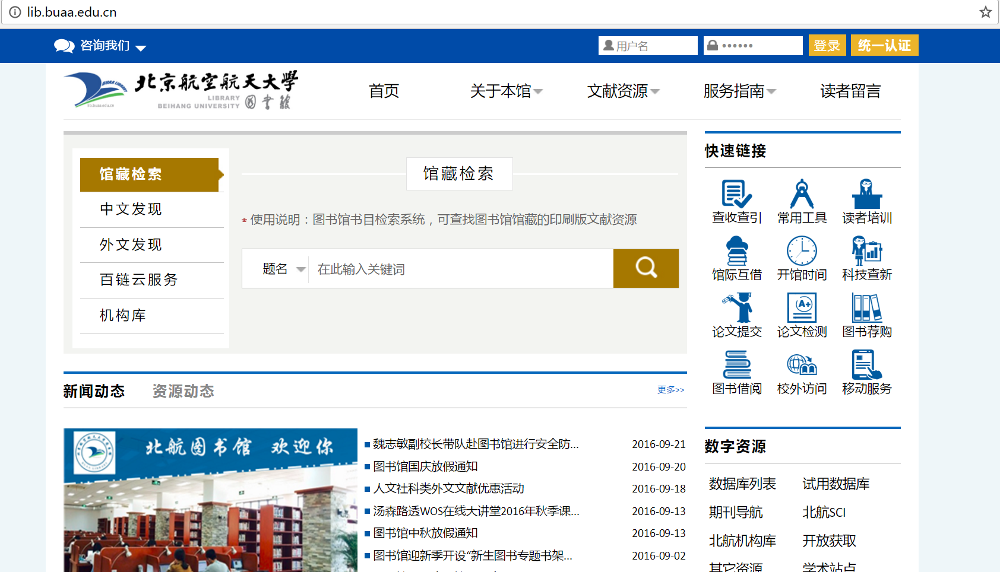 lib.buaa.edu.cn
咨询我们
用户名
••••••
登录
统一认证
BUAA LIBRARY
lib.buaa.edu.cn
北京航空航天大學
LIBRARY
BEIHANG UNIVERSITY
图书馆
首页
关于本馆
文献资源
服务指南
读者留言
馆藏检索
中文发现
外文发现
百链云服务
机构库
馆藏检索
* 使用说明：图书馆书目检索系统，可查找图书馆馆藏的印刷版文献资源
题名
在此输入关键词
快速链接
查收查引
常用工具
读者培训
馆际互借
开馆时间
科技查新
论文提交
A+
论文检测
图书荐购
图书借阅
校外访问
移动服务
新闻动态
资源动态
更多>>
北航图书馆 欢迎你
魏志敏副校长带队赴图书馆进行安全防... 2016-09-21
图书馆国庆放假通知 2016-09-20
人文社科类外文文献优惠活动 2016-09-18
汤森路透WOS在线大讲堂2016年秋季课... 2016-09-13
图书馆中秋放假通知 2016-09-13
图书馆迎新季开设“新生图书专题书架... 2016-09-02
数字资源
数据库列表
试用数据库
期刊导航
北航SCI
北航机构库
开放获取
其它资源
学术站点